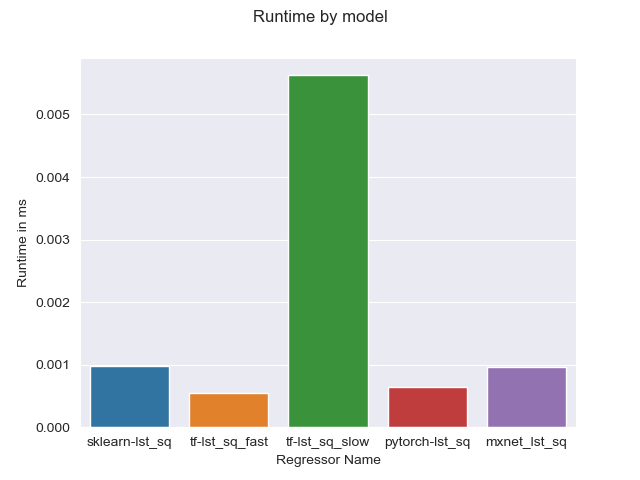 Runtime by model
Runtime in ms
0.005
0.004
0.003
0.002
0.001
0.000
sklearn-lst_sq tf-lst_sq_fast tf-lst_sq_slow pytorch-lst_sq mxnet_lst_sq
Regressor Name